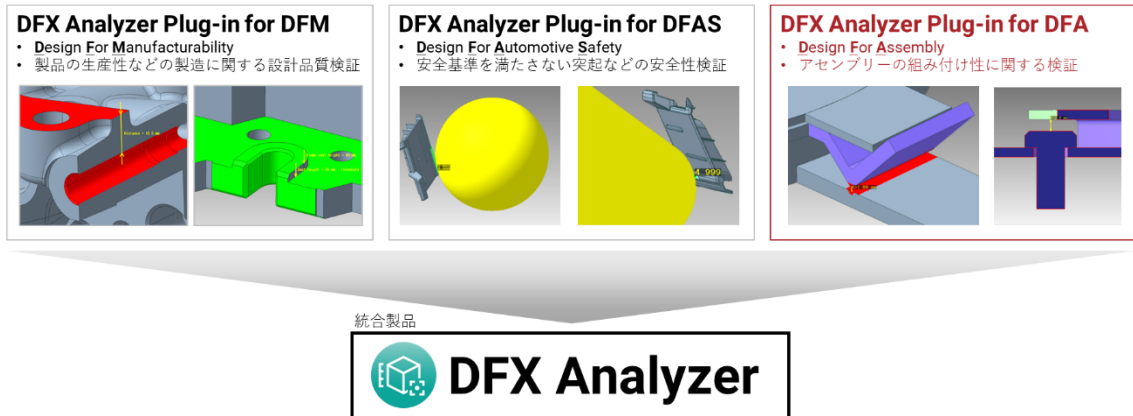 DFX Analyzer Plug-in for DFM
• Design For Manufacturability
• 製品の生産性などの製造に関する設計品質検証
DFX Analyzer Plug-in for DFAS
• Design For Automotive Safety
• 安全基準を満たさない突起などの安全性検証
4.999
DFX Analyzer Plug-in for DFA
• Design For Assembly
• アセンブリーの組み付け性に関する検証
統合製品
DFX Analyzer